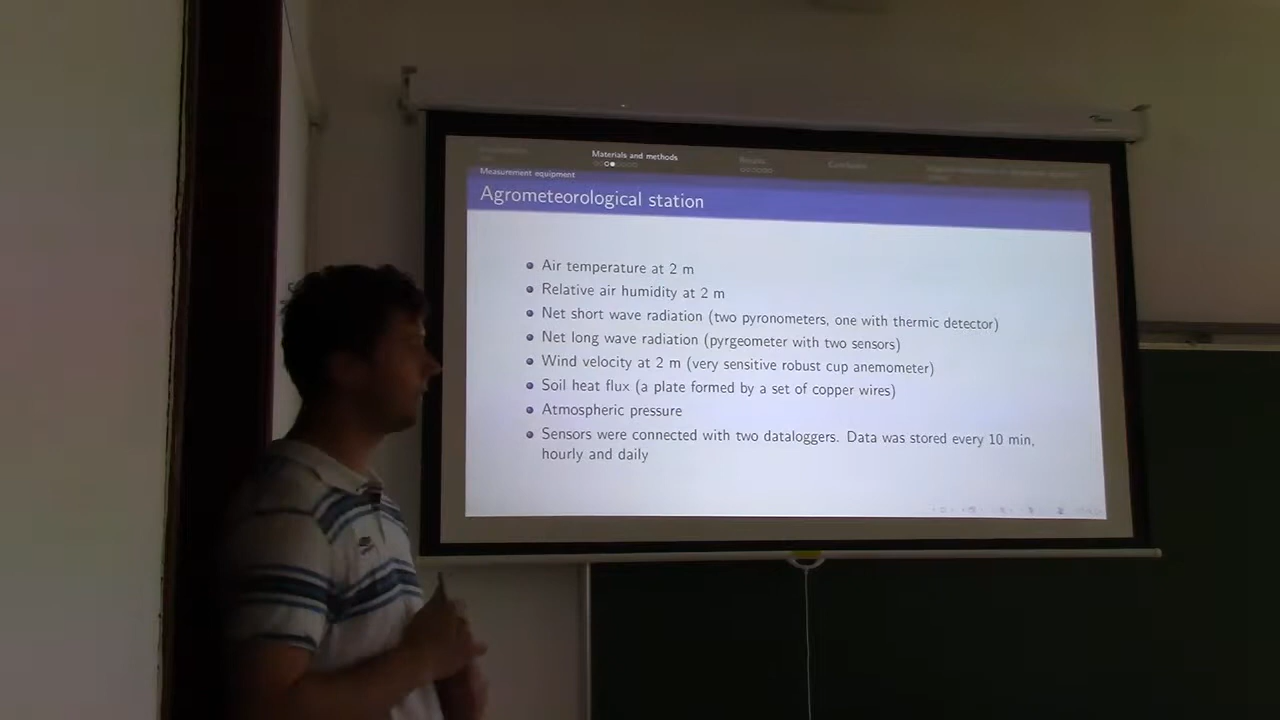 Materials and methods
Measurement equipment
Agrometeorological station
Air temperature at 2 m
Relative air humidity at 2 m
Net short wave radiation (two pyronometers, one with thermic detector)
Net long wave radiation (pyrgeometer with two sensors)
Wind velocity at 2 m (very sensitive robust cup anemometer)
Soil heat flux (a plate formed by a set of copper wires)
Atmospheric pressure
Sensors were connected with two dataloggers. Data was stored every 10 min,
hourly and daily